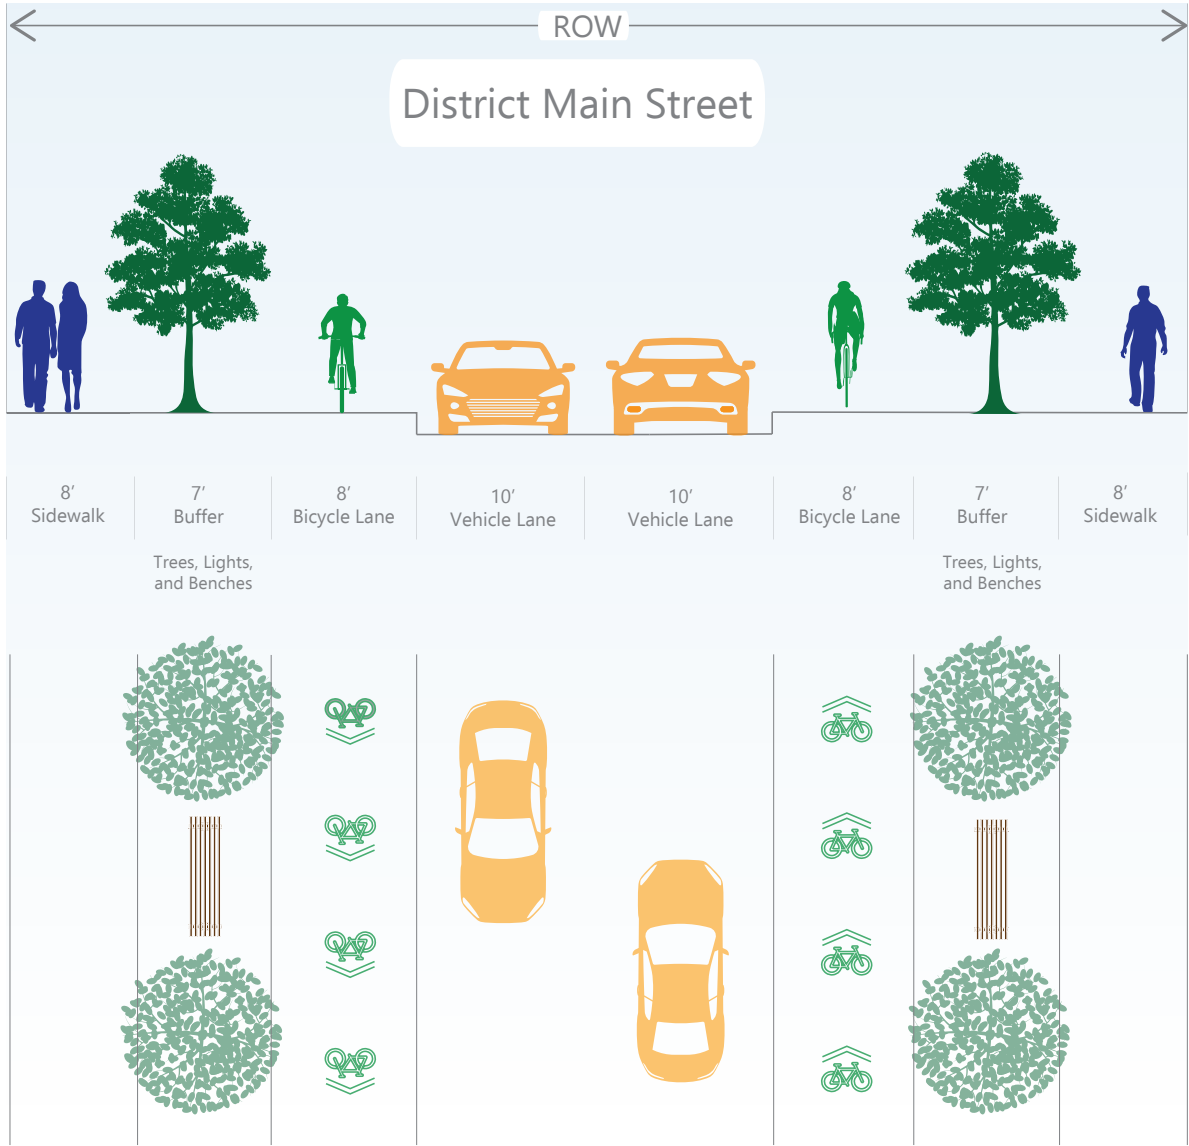 ROW
District Main Street
8’
Sidewalk
7’
Buffer
8’
Bicycle Lane
10’
Vehicle Lane
10’
Vehicle Lane
8’
Bicycle Lane
7’
Buffer
8’
Sidewalk
Trees, Lights,
and Benches
Trees, Lights,
and Benches